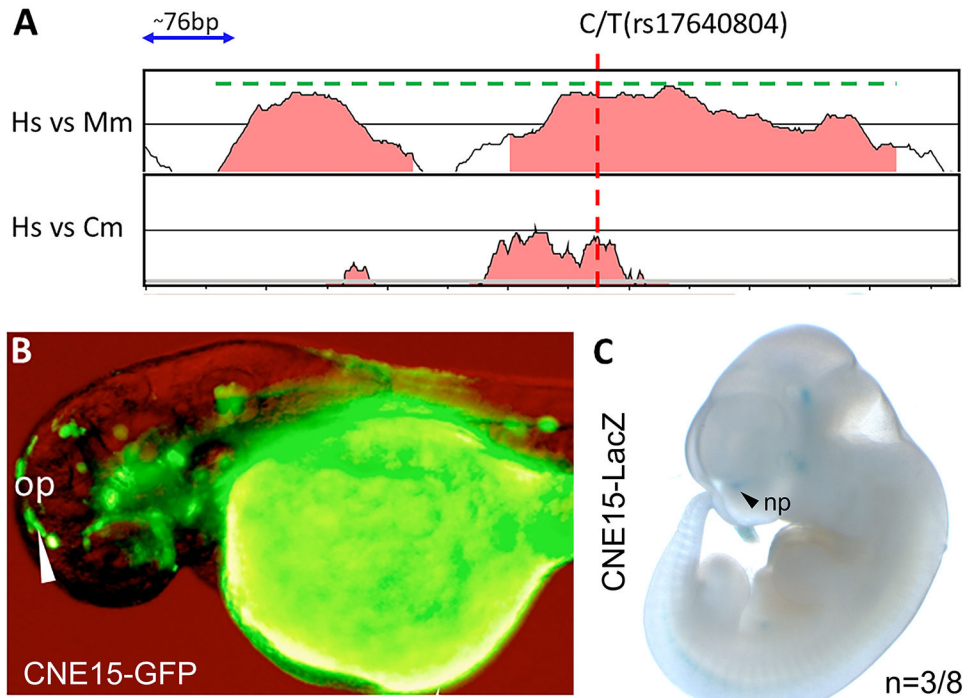 A
~76bp
C/T(rs17640804)
Hs vs Mm
Hs vs Cm
B
op
CNE15-GFP
C
CNE15-LacZ
np
n=3/8